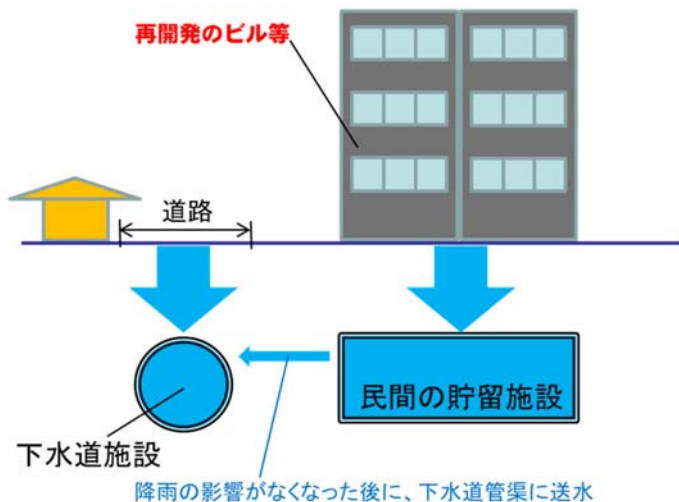 再開発のビル等
道路
民間の貯留施設
下水道施設
降雨の影響がなくなった後に、下水道管渠に送水